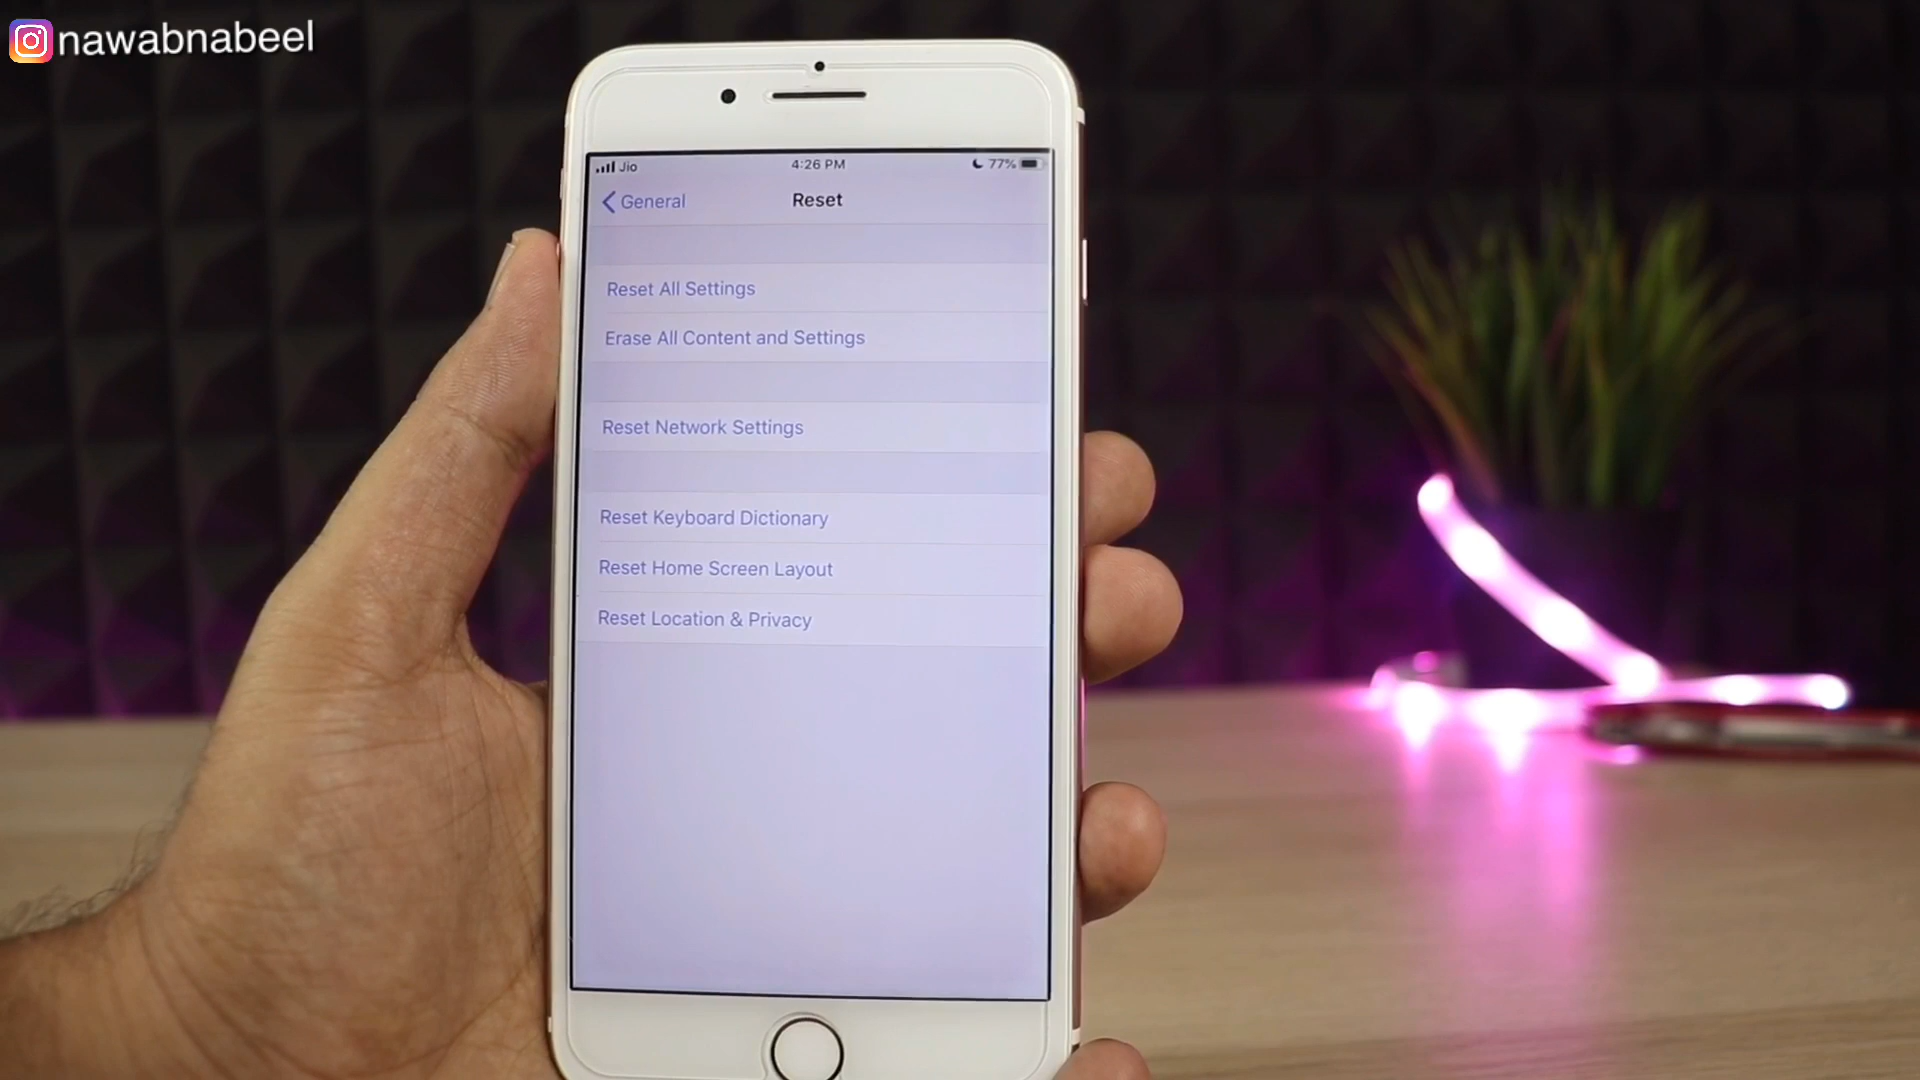 nawabnabeel
Jio
4:26 PM
77%
General
Reset
Reset All Settings
Erase All Content and Settings
Reset Network Settings
Reset Keyboard Dictionary
Reset Home Screen Layout
Reset Location & Privacy